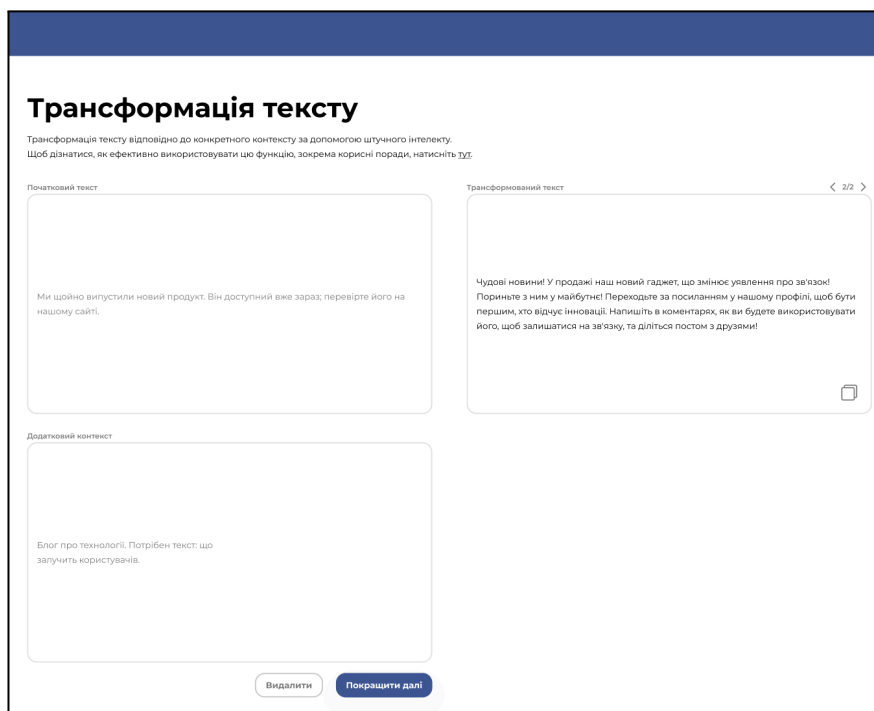 Трансформація тексту
Трансформація тексту відповідно до конкретного контексту за допомогою штучного інтелекту.
Щоб дізнатися, як ефективно використовувати цю функцію, зокрема корисні поради, натисніть тут.
Початковий текст
Ми щойно випустили новий продукт. Він доступний вже зараз; перевірте його на
нашому сайті.
Трансформований текст
2/2
Чудові новини! У продажі наш новий гаджет, що змінює уявлення про зв'язок!
Пориньте з ним у майбутнє! Переходьте за посиланням у нашому профілі, щоб бути
першим, хто відчує інновації. Напишіть в коментарях, як ви будете використовувати
його, щоб залишатися на зв'язку, та діліться постом з друзями!
Додатковий контекст
Блог про технології. Потрібен текст: що
залучить користувачів.
Видалити
Покращити далі